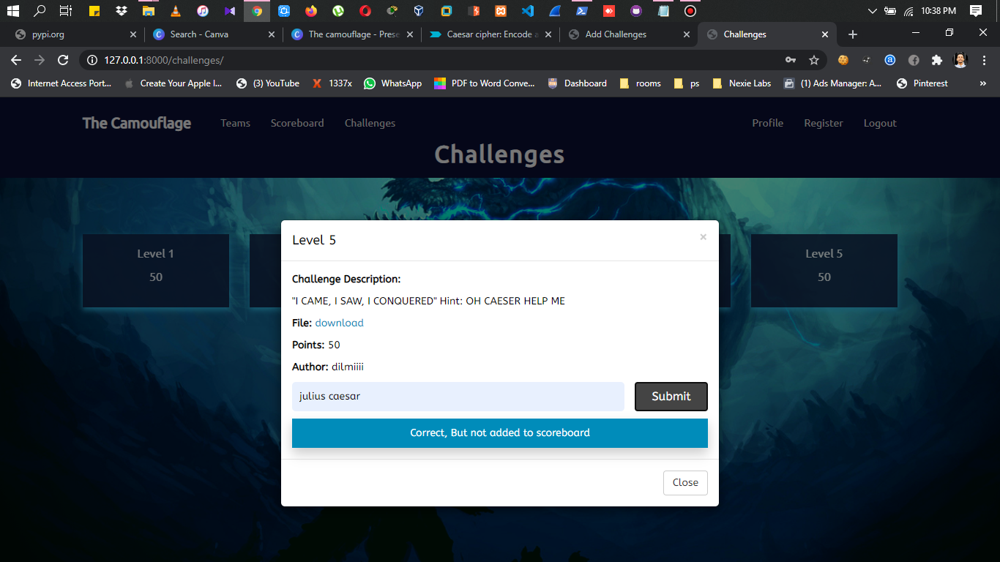 10:38 PM
pypi.org
Search - Canva
The camouflage - Prese
Caesar cipher: Encode a
Add Challenges
Challenges
127.0.0.1:8000/challenges/
Internet Access Port...
Create Your Apple I...
(3) YouTube
1337x
WhatsApp
PDF to Word Conve...
Dashboard
rooms
ps
Nexie Labs
(1) Ads Manager: A...
Pinterest
»
The Camouflage
Teams
Scoreboard
Challenges
Profile
Register
Logout
Challenges
Level 1
50
Level 5
50
Level 5
×
Challenge Description:
"I CAME, I SAW, I CONQUERED" Hint: OH CAESER HELP ME
File: download
Points: 50
Author: dilmiiii
julius caesar
Submit
Correct, But not added to scoreboard
Close